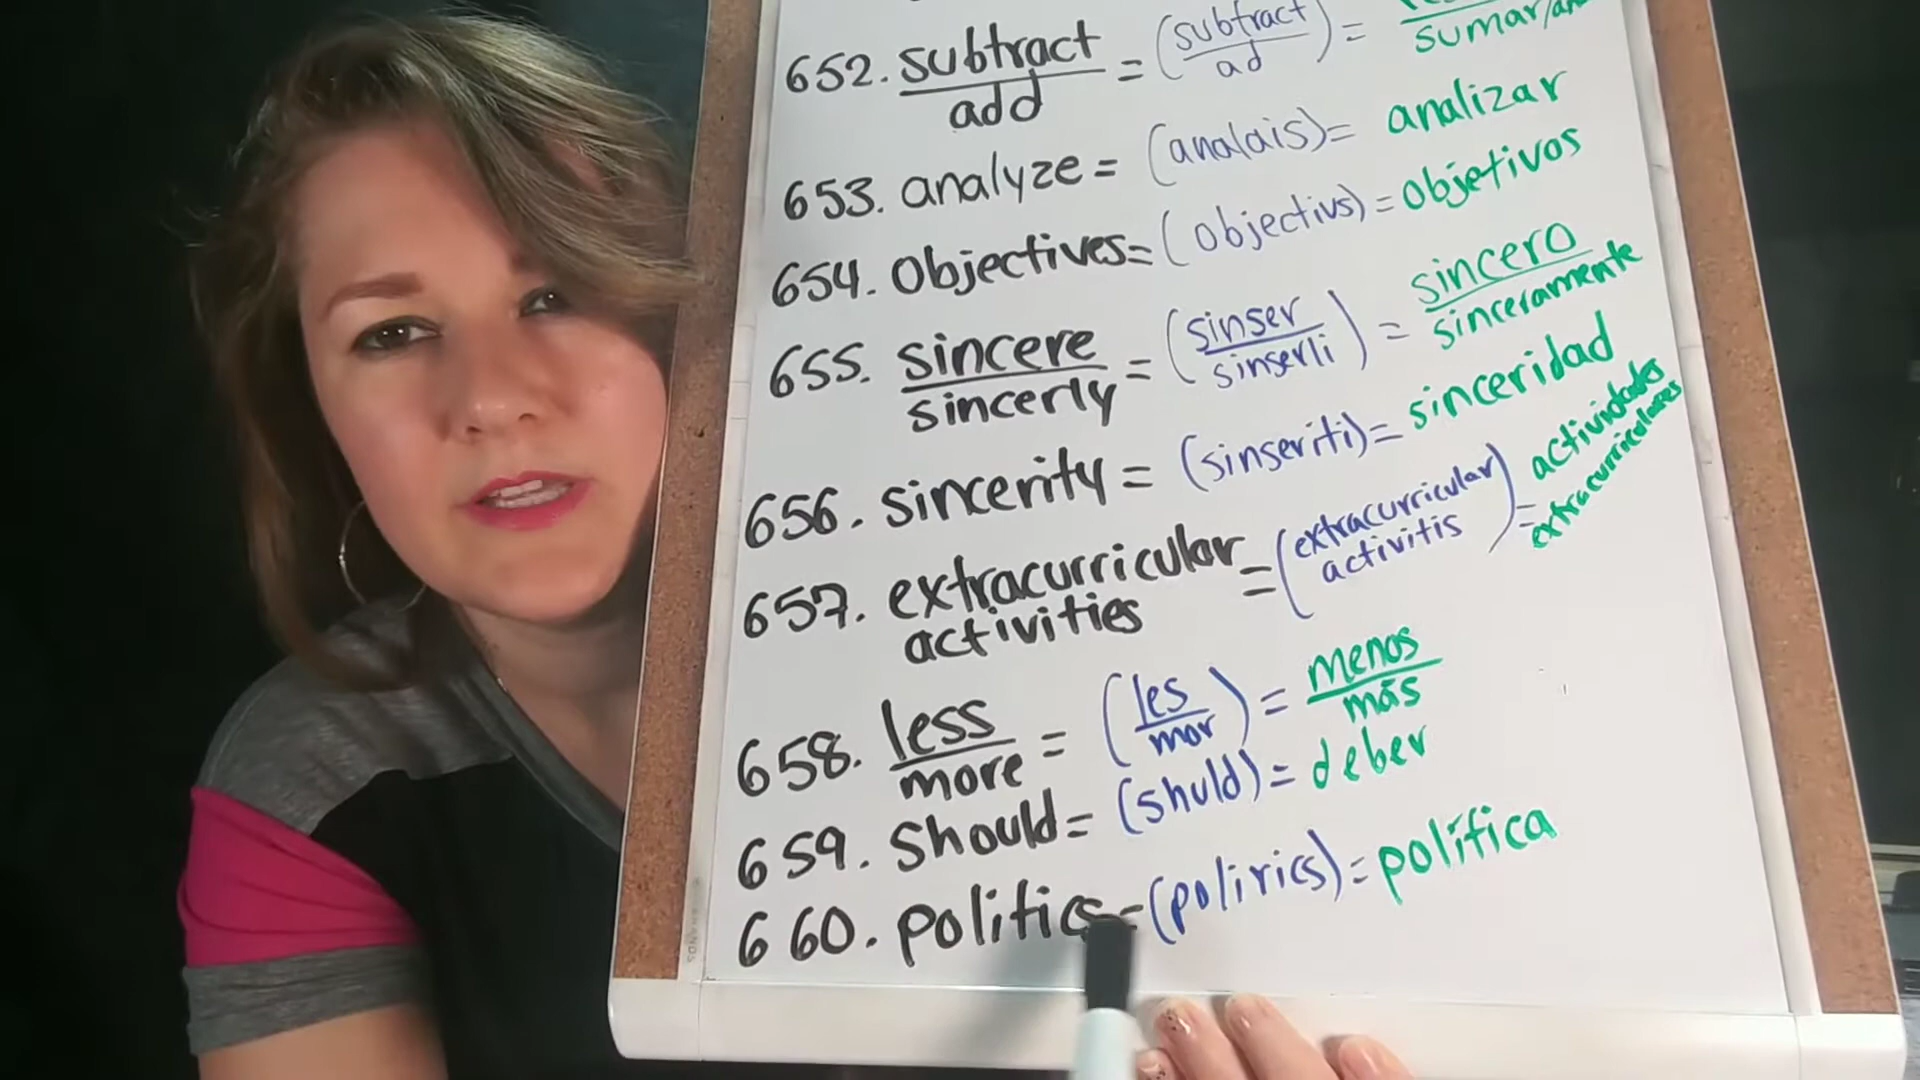 652. subtract/add = (subtract/ad) = sumar/
653. analyze = (analais) = analizar
654. Objectives = (objectivs) = Objetivos
655. sincere/sincerly = (sinser/sinserli) = sincero/sinceramente
656. sincerity = (sinseriti) = sinceridad
657. extracurricular activities = (extracurricular activitis) = actividades extracurriculares
658. less/more = (les/mor) = menos/más
659. Should = (shuld) = deber
660. politics = (polirics) = política